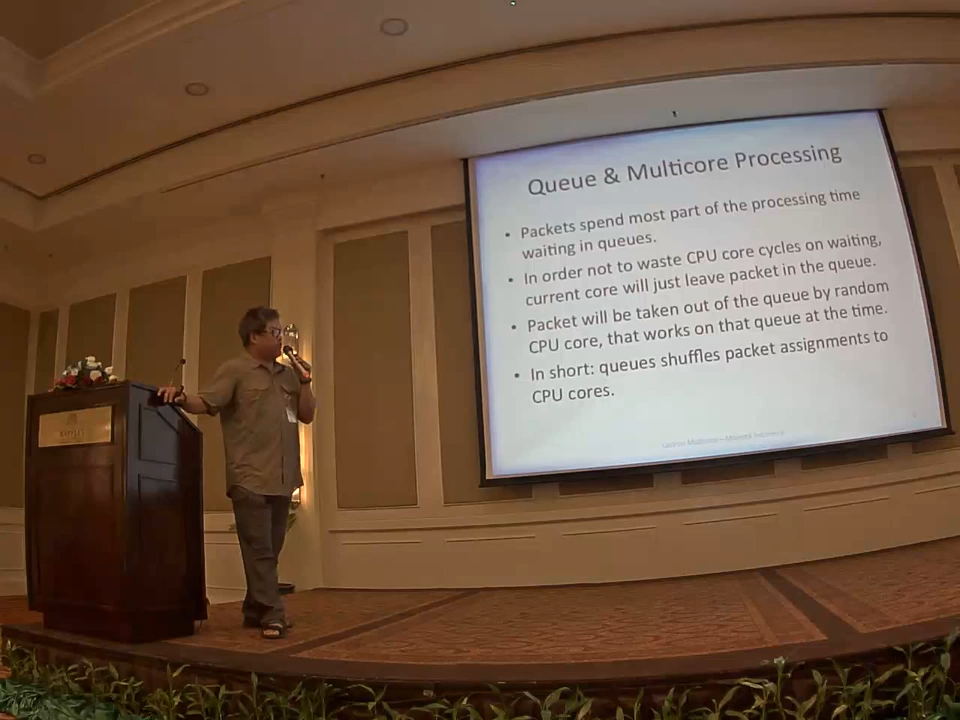 Queue & Multicore Processing
• Packets spend most part of the processing time
waiting in queues.
• In order not to waste CPU core cycles on waiting,
current core will just leave packet in the queue.
• Packet will be taken out of the queue by random
CPU core, that works on that queue at the time.
• In short: queues shuffles packet assignments to
CPU cores.